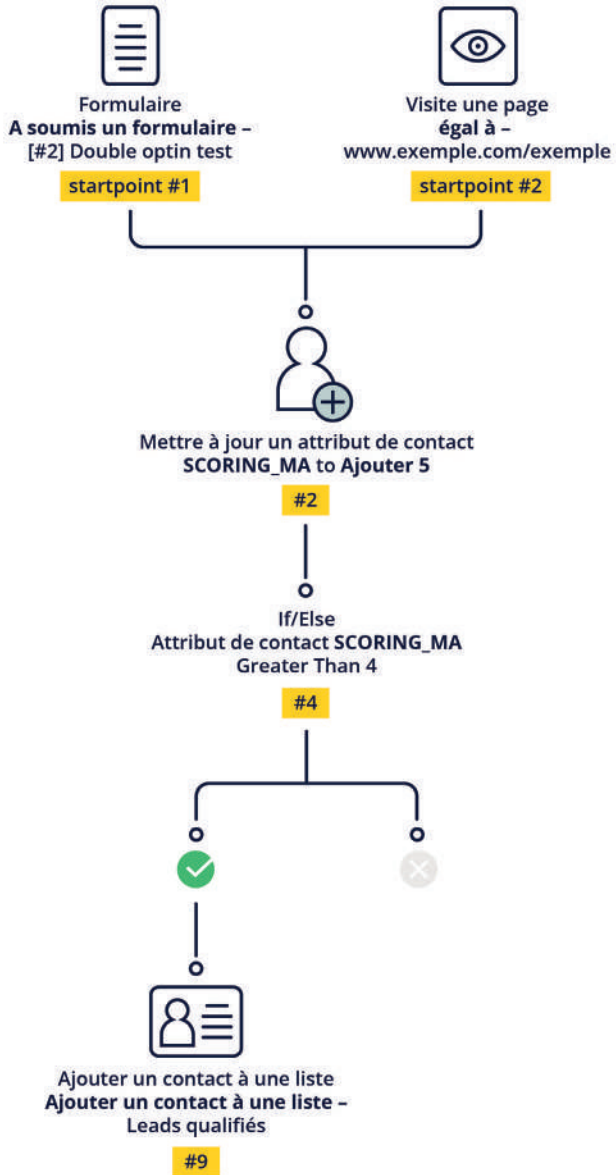 Formulaire
A soumis un formulaire –
[#2] Double optin test
startpoint #1
Visite une page
égal à –
www.exemple.com/exemple
startpoint #2
Mettre à jour un attribut de contact
SCORING_MA to Ajouter 5
#2
If/Else
Attribut de contact SCORING_MA
Greater Than 4
#4
Ajouter un contact à une liste
Ajouter un contact à une liste –
Leads qualifiés
#9